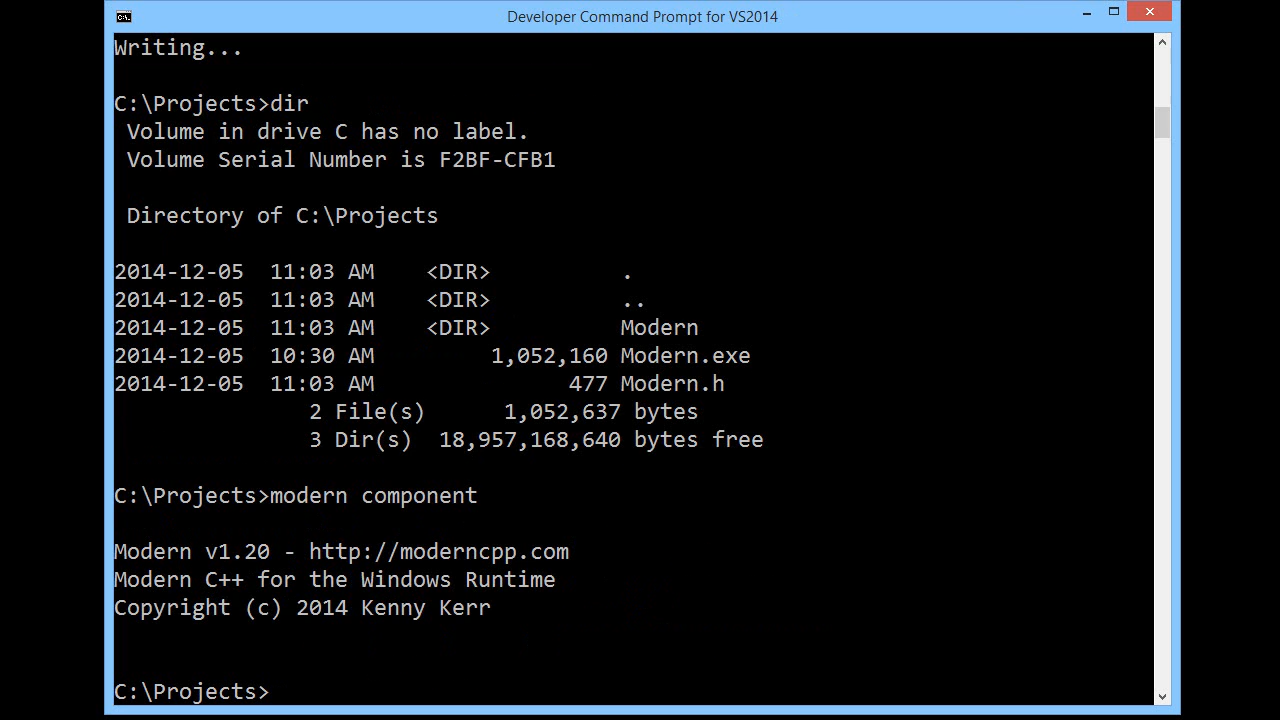 Developer Command Prompt for VS2014
Writing...
C:\Projects>dir
Volume in drive C has no label.
Volume Serial Number is F2BF-CFB1
Directory of C:\Projects
2014-12-05  11:03 AM    <DIR>          .
2014-12-05  11:03 AM    <DIR>          ..
2014-12-05  11:03 AM    <DIR>          Modern
2014-12-05  10:30 AM         1,052,160 Modern.exe
2014-12-05  11:03 AM               477 Modern.h
2 File(s)      1,052,637 bytes
3 Dir(s)  18,957,168,640 bytes free
C:\Projects>modern component
Modern v1.20 - http://moderncpp.com
Modern C++ for the Windows Runtime
Copyright (c) 2014 Kenny Kerr
C:\Projects>